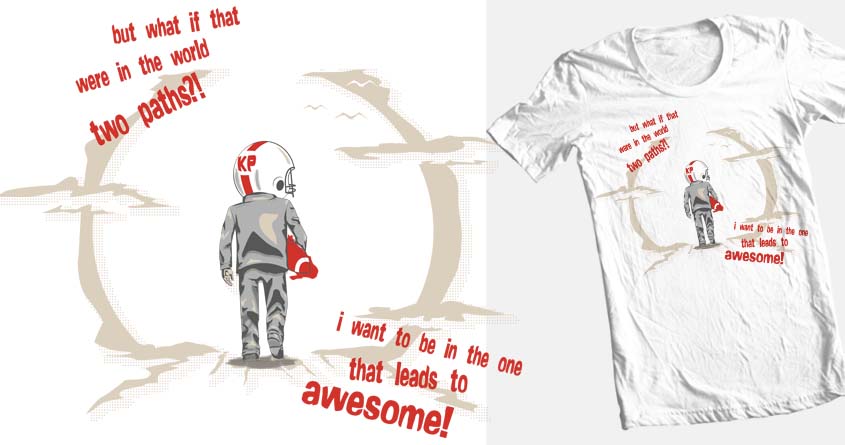 but what if that
were in the world
two paths?!
KP
i want to be in the one
that leads to
awesome!
but what if that
were in the world
two paths?!
KP
i want to be in the one
that leads to
awesome!